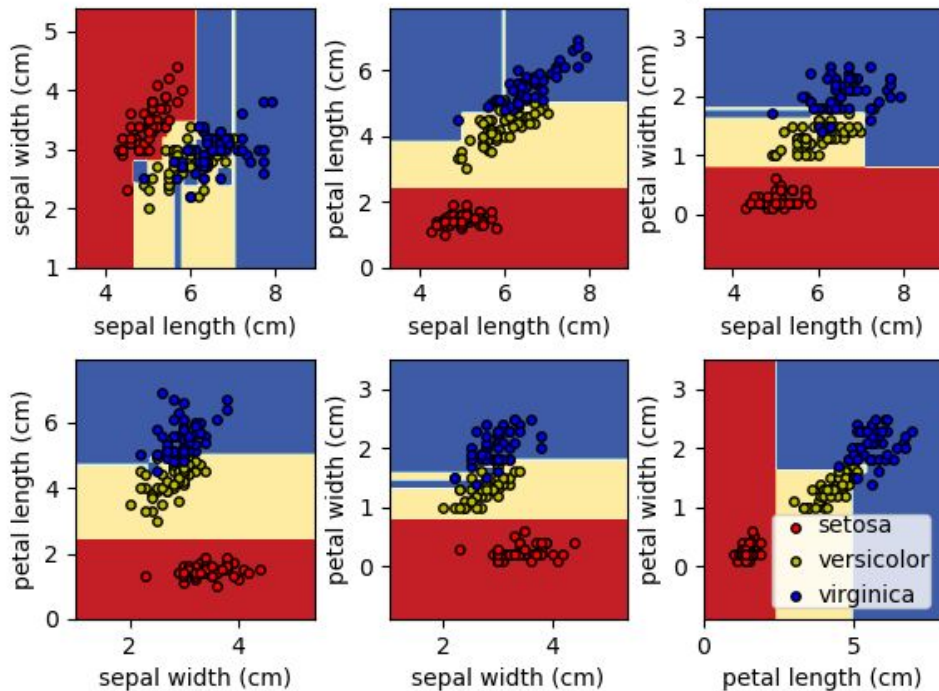 5
4
3
2
1
sepal width (cm)
4 6 8
sepal length (cm)
6
4
2
0
petal length (cm)
4 6 8
sepal length (cm)
3
2
1
0
petal width (cm)
4 6 8
sepal length (cm)
6
4
2
0
petal length (cm)
2 4
sepal width (cm)
3
2
1
0
petal width (cm)
2 4
sepal width (cm)
3
2
1
0
petal width (cm)
setosa
versicolor
virginica
0 5
petal length (cm)